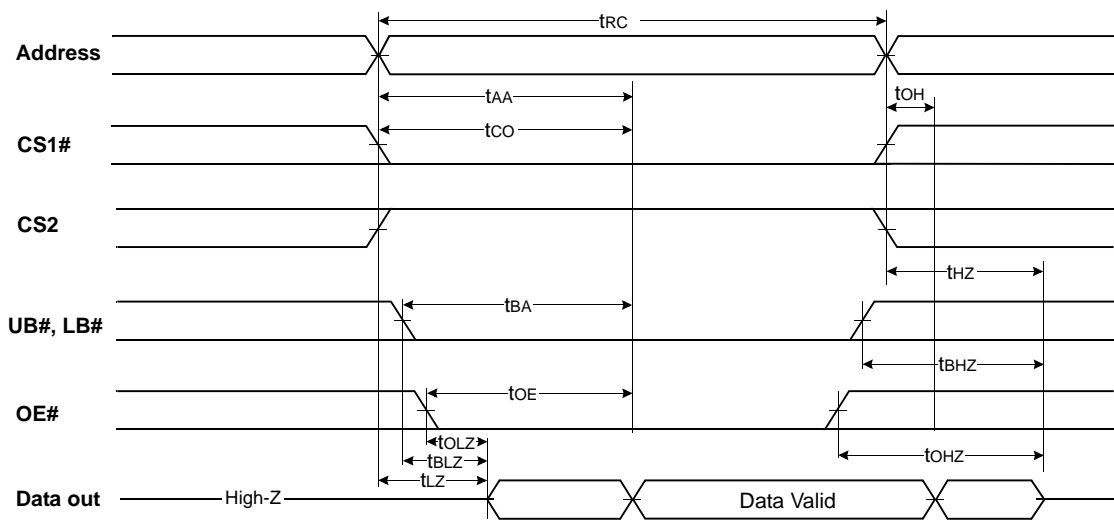 tRC
Address
tAA
tOH
tCO
CS1#
CS2
tHZ
tBA
UB#, LB#
tBHZ
tOE
OE#
tOLZ
tBLZ
tOHZ
tLZ
Data out
High-Z
Data Valid